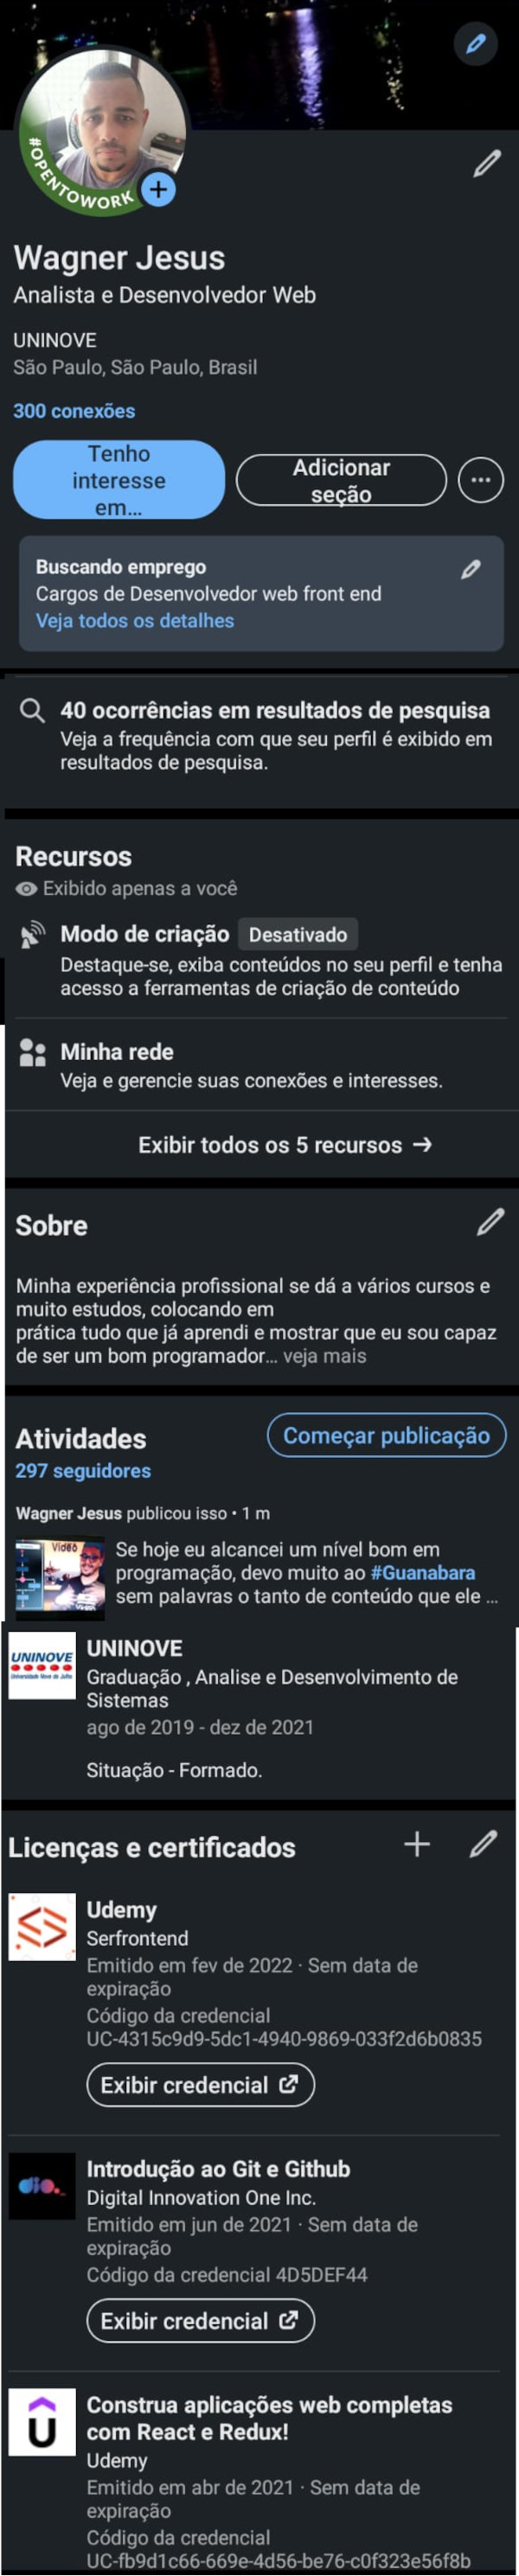 #OPENTOWORK
Wagner Jesus
Analista e Desenvolvedor Web
UNINOVE
São Paulo, São Paulo, Brasil
300 conexões
Tenho
interesse
em...
Adicionar
seção
Buscando emprego
Cargos de Desenvolvedor web front end
Veja todos os detalhes
40 ocorrências em resultados de pesquisa
Veja a frequência com que seu perfil é exibido em
resultados de pesquisa.
Recursos
Exibido apenas a você
Modo de criação Desativado
Destaque-se, exiba conteúdos no seu perfil e tenha
acesso a ferramentas de criação de conteúdo
Minha rede
Veja e gerencie suas conexões e interesses.
Exibir todos os 5 recursos →
Sobre
Minha experiência profissional se dá a vários cursos e
muito estudos, colocando em
prática tudo que já aprendi e mostrar que eu sou capaz
de ser um bom programador... veja mais
Atividades
Começar publicação
297 seguidores
Wagner Jesus publicou isso • 1 m
Vídeo
Se hoje eu alcancei um nível bom em
programação, devo muito ao #Guanabara
sem palavras o tanto de conteúdo que ele ...
UNINOVE
Universidade Nove de Julho
UNINOVE
Graduação , Analise e Desenvolvimento de
Sistemas
ago de 2019 - dez de 2021
Situação - Formado.
Licenças e certificados
Udemy
Serfrontend
Emitido em fev de 2022 · Sem data de
expiração
Código da credencial
UC-4315c9d9-5dc1-4940-9869-033f2d6b0835
Exibir credencial
dio.
Introdução ao Git e Github
Digital Innovation One Inc.
Emitido em jun de 2021 · Sem data de
expiração
Código da credencial 4D5DEF44
Exibir credencial
Construa aplicações web completas
com React e Redux!
Udemy
Emitido em abr de 2021 · Sem data de
expiração
Código da credencial
UC-fb9d1c66-669e-4d56-be76-c0f323e56f8b